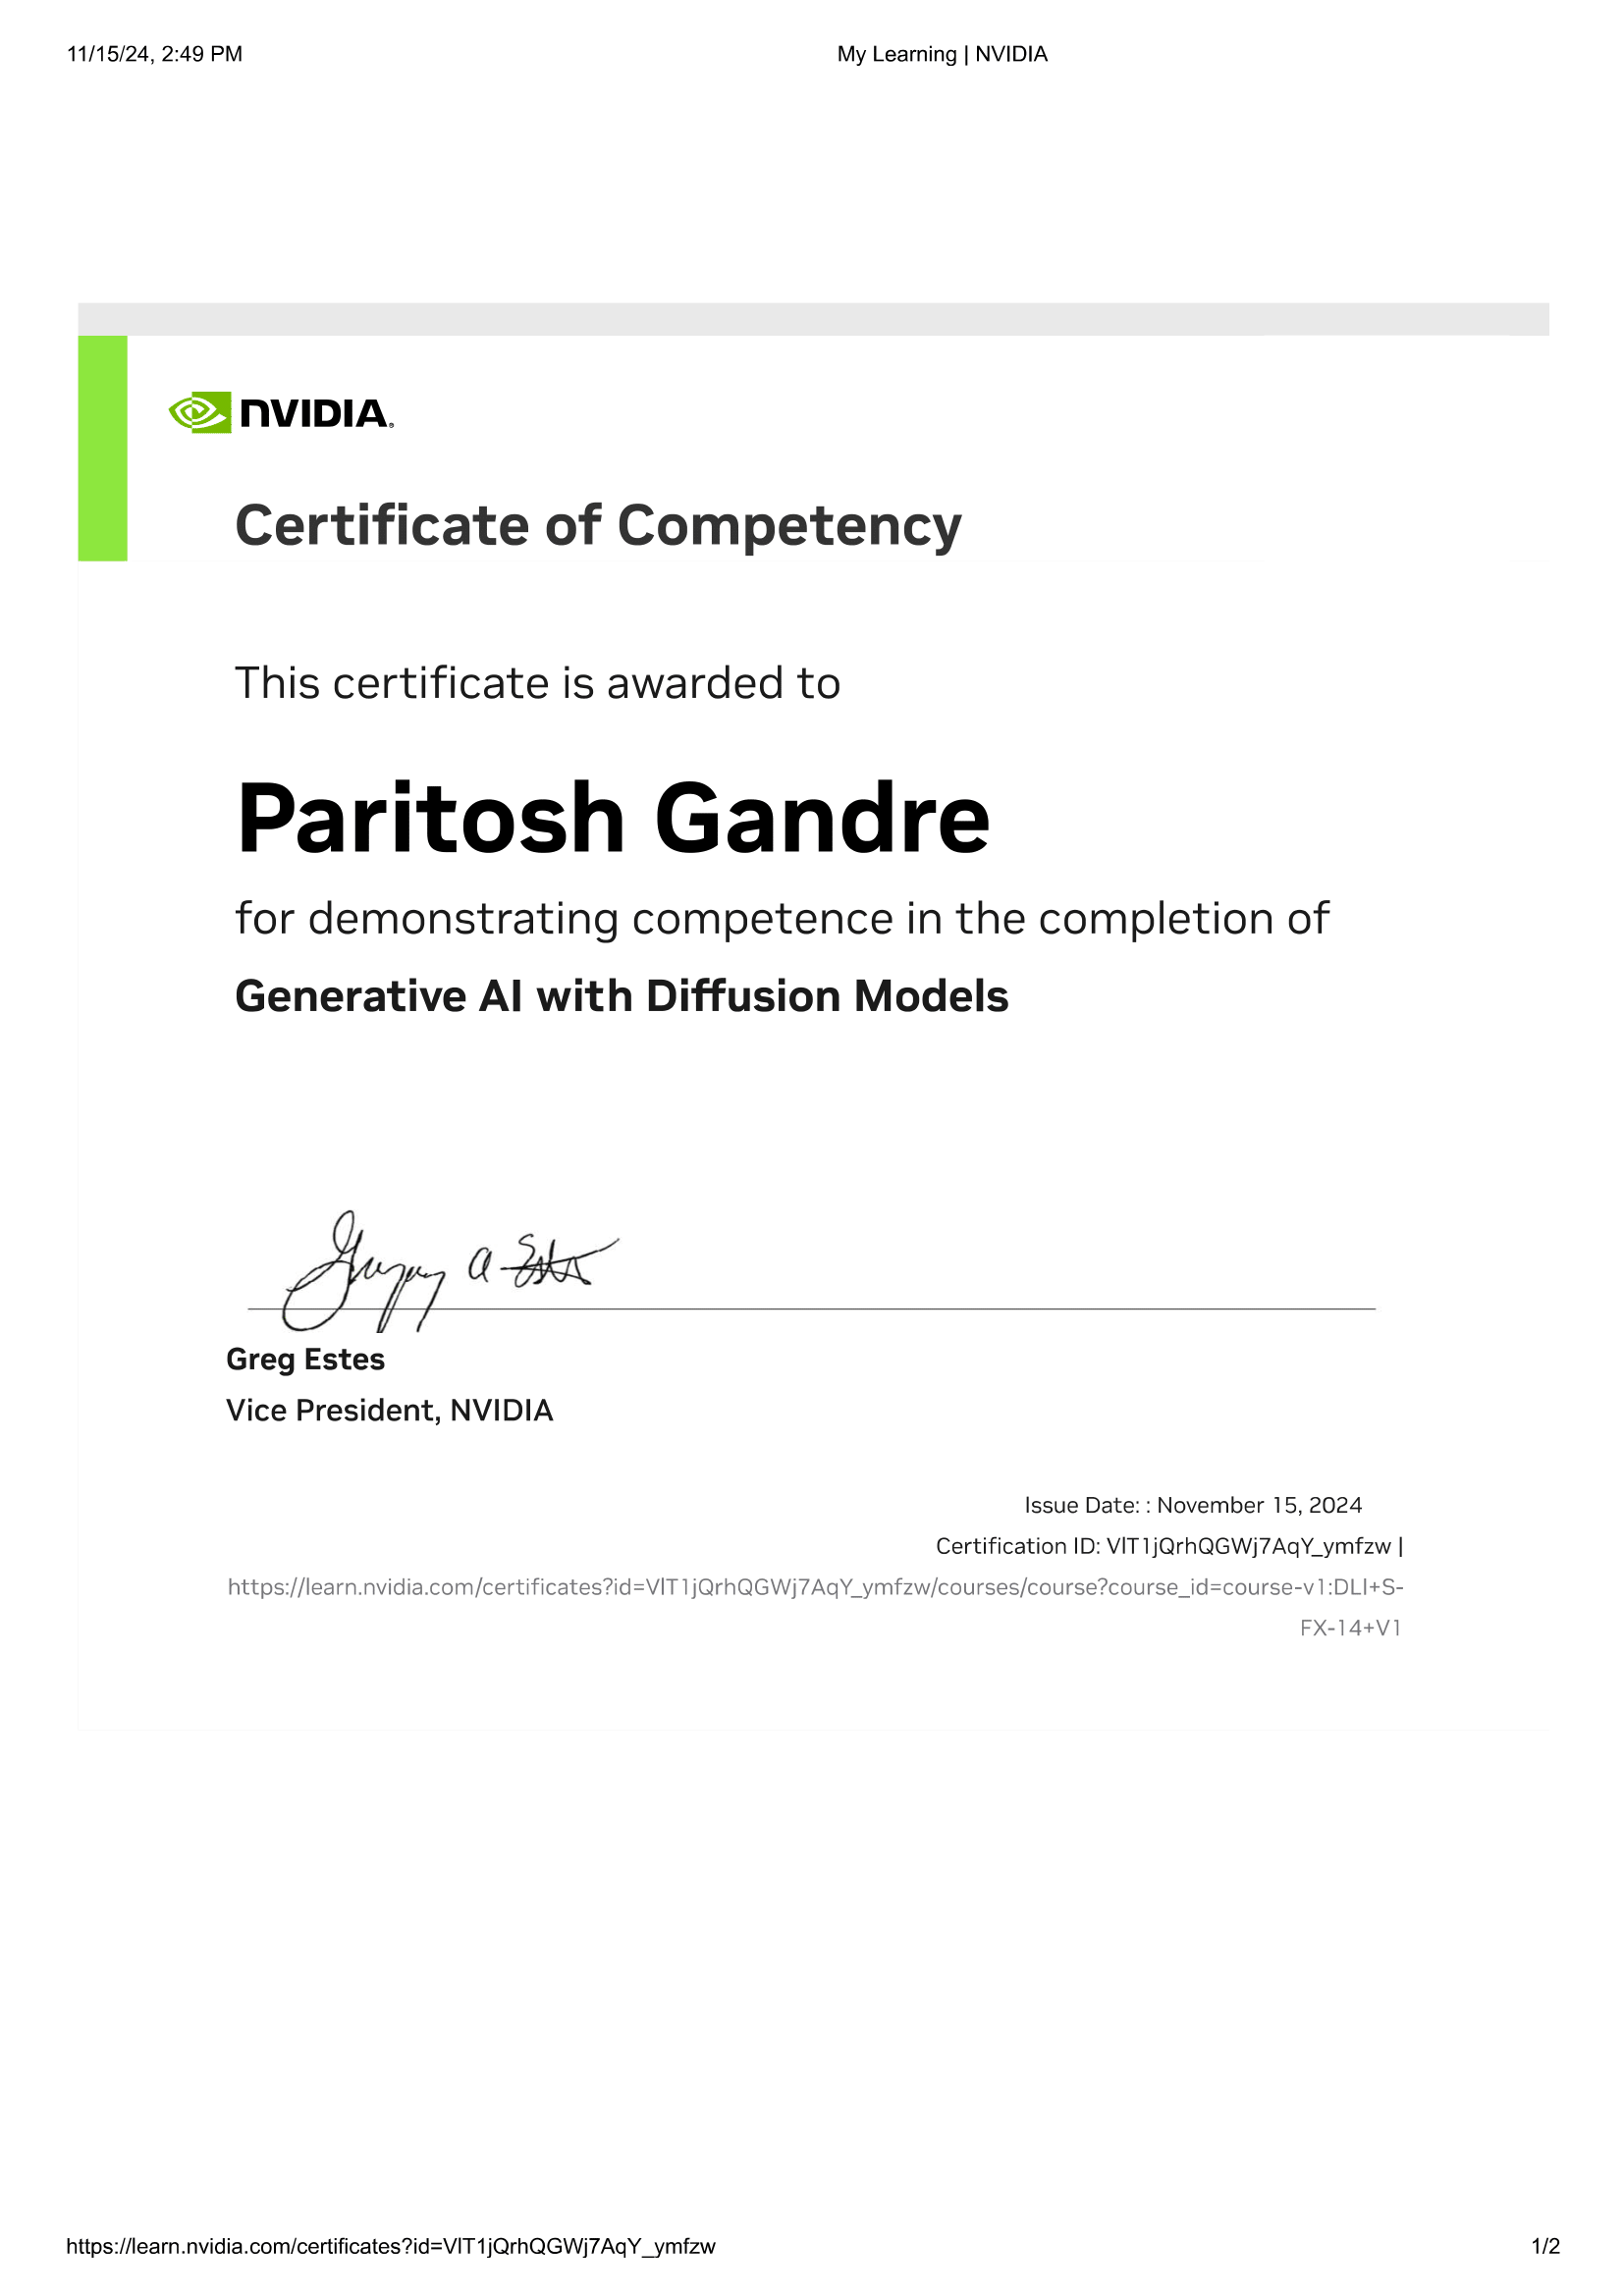 11/15/24, 2:49 PM
My Learning | NVIDIA
NVIDIA®
Certificate of Competency
This certificate is awarded to
Paritosh Gandre
for demonstrating competence in the completion of
Generative AI with Diffusion Models
Gregory A Estes
Greg Estes
Vice President, NVIDIA
Issue Date: : November 15, 2024
Certification ID: VlT1jQrhQGWj7AqY_ymfzw |
https://learn.nvidia.com/certificates?id=VlT1jQrhQGWj7AqY_ymfzw/courses/course?course_id=course-v1:DLI+S-
FX-14+V1
https://learn.nvidia.com/certificates?id=VlT1jQrhQGWj7AqY_ymfzw
1/2